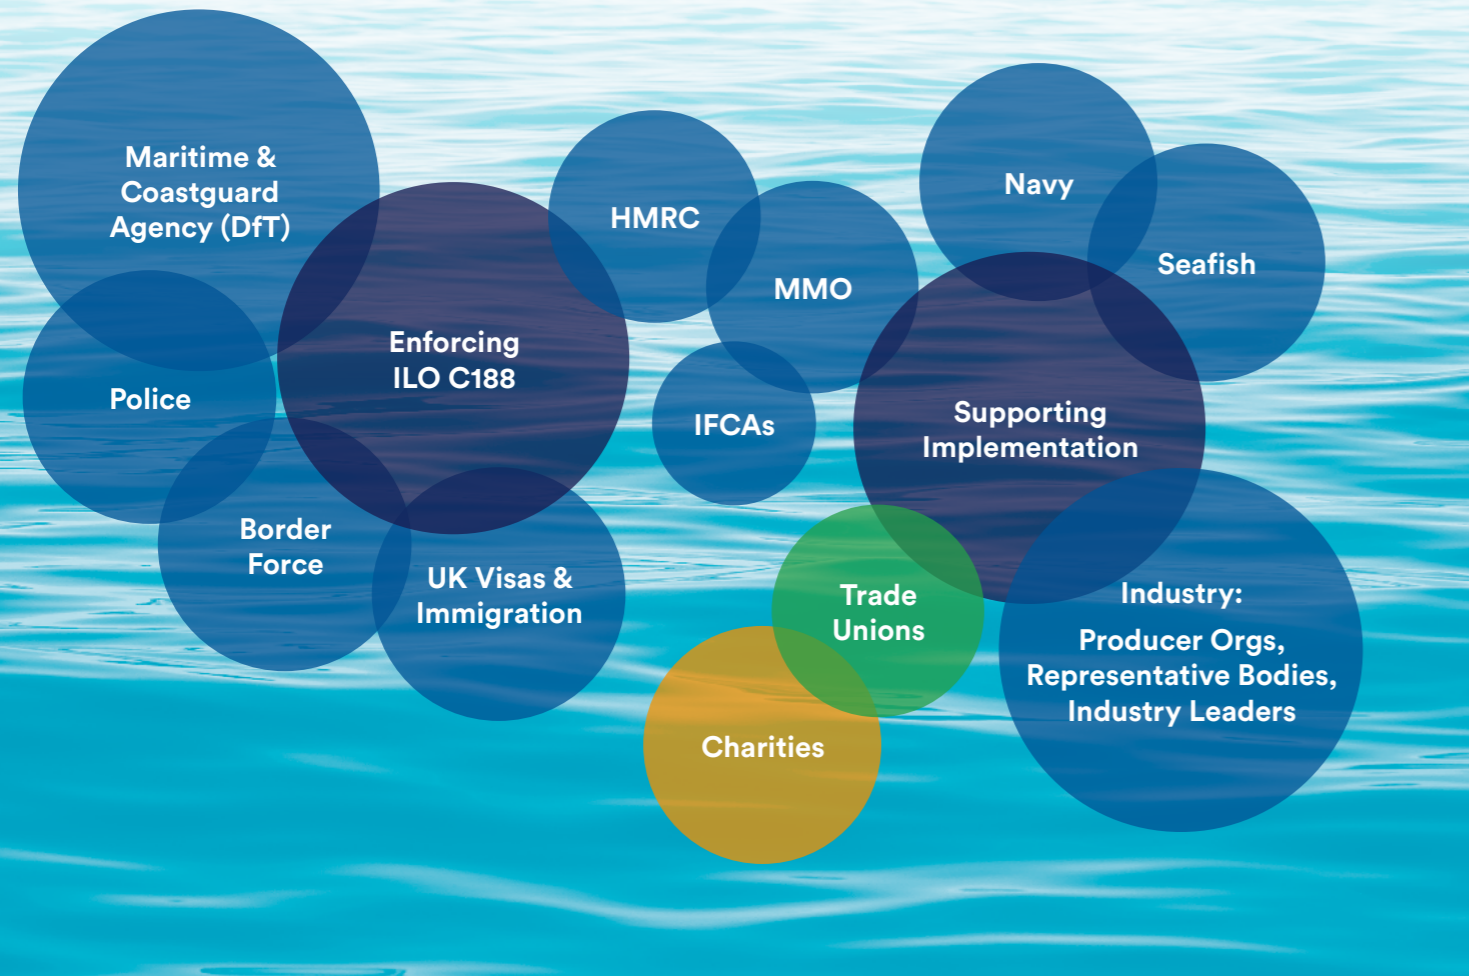 Maritime &
Coastguard
Agency (DfT)
Police
Border
Force
UK Visas &
Immigration
Enforcing
ILO C188
HMRC
MMO
IFCAs
Navy
Seafish
Supporting
Implementation
Trade
Unions
Charities
Industry:
Producer Orgs,
Representative Bodies,
Industry Leaders